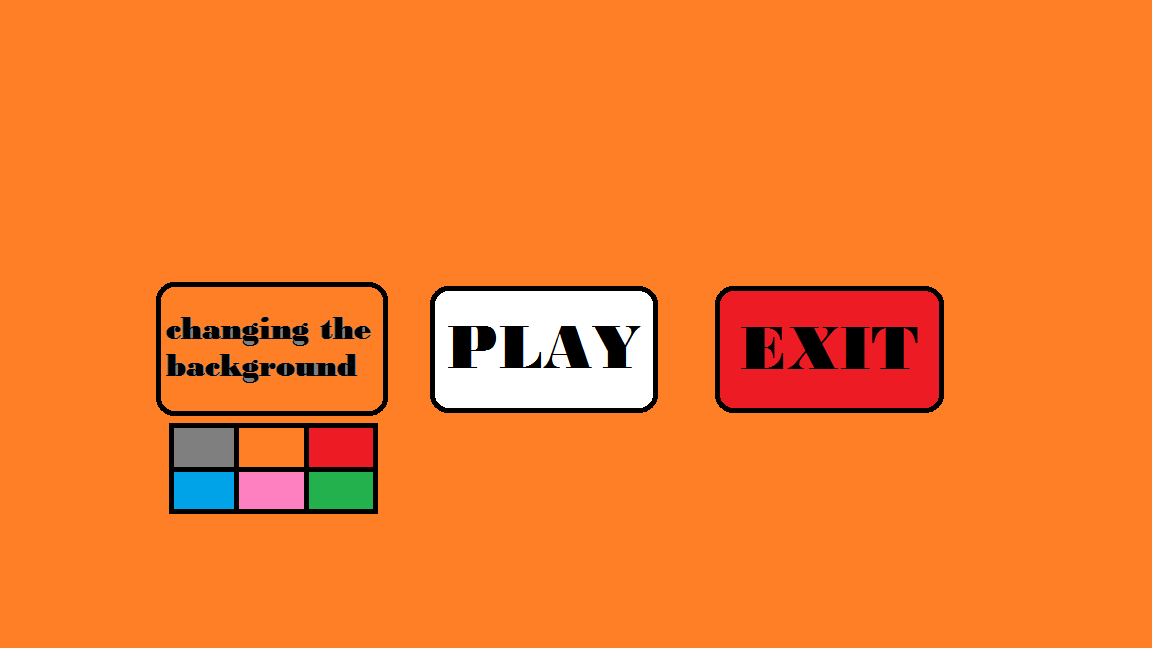 changing the
background
PLAY
EXIT